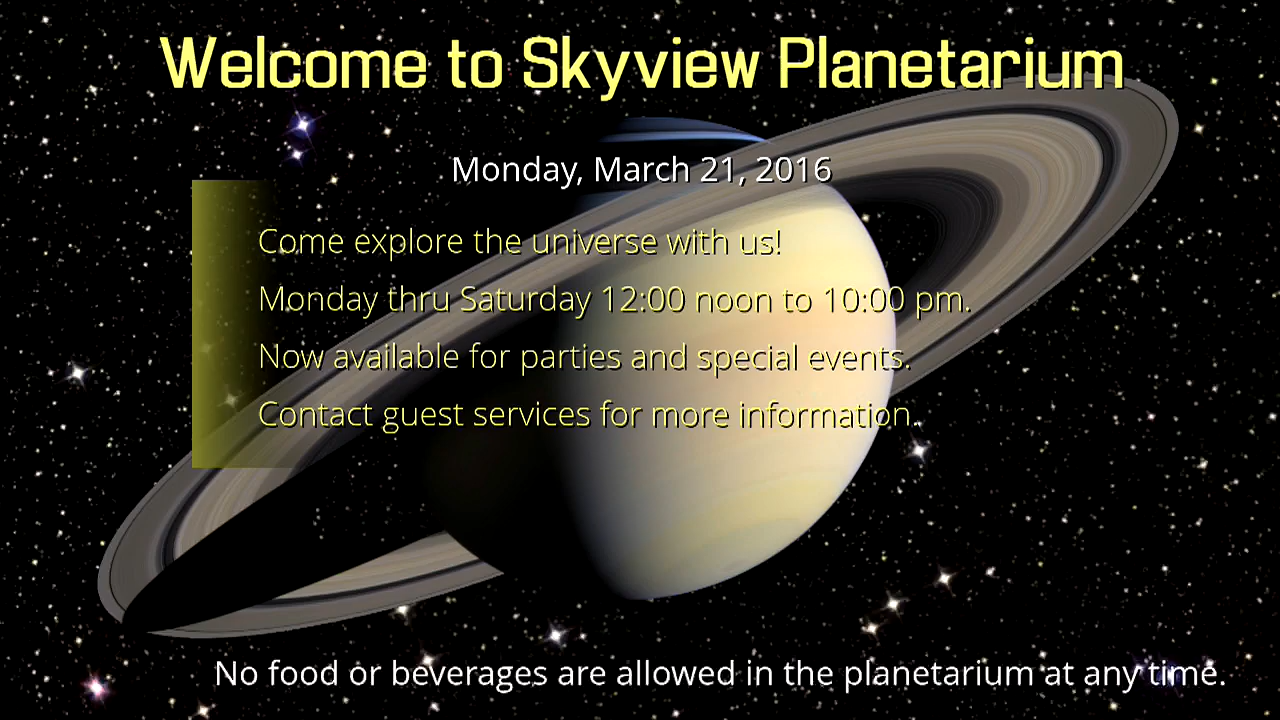 Welcome to Skyview Planetarium
Monday, March 21, 2016
Come explore the universe with us!
Monday thru Saturday 12:00 noon to 10:00 pm.
Now available for parties and special events.
Contact guest services for more information.
No food or beverages are allowed in the planetarium at any time.